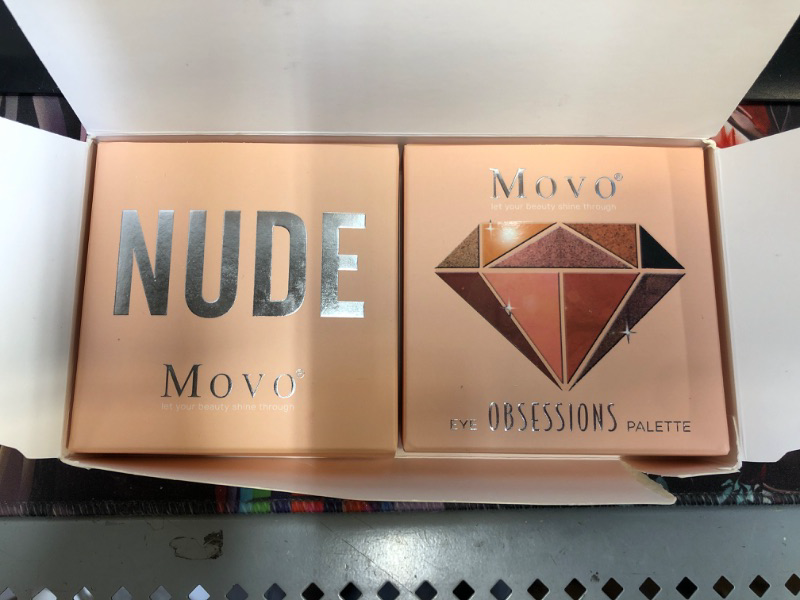 NUDE
Movo®
let your beauty shine through
Movo®
let your beauty shine through
EYE OBSESSIONS PALETTE